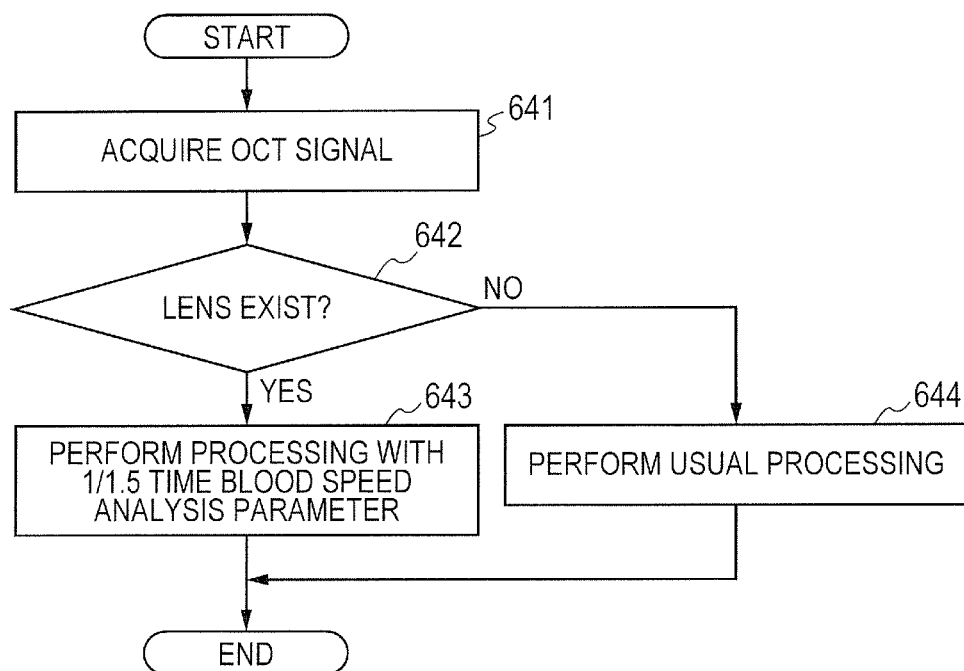 START
641
ACQUIRE OCT SIGNAL
642
LENS EXIST?
NO
YES
643
PERFORM PROCESSING WITH
1/1.5 TIME BLOOD SPEED
ANALYSIS PARAMETER
644
PERFORM USUAL PROCESSING
END